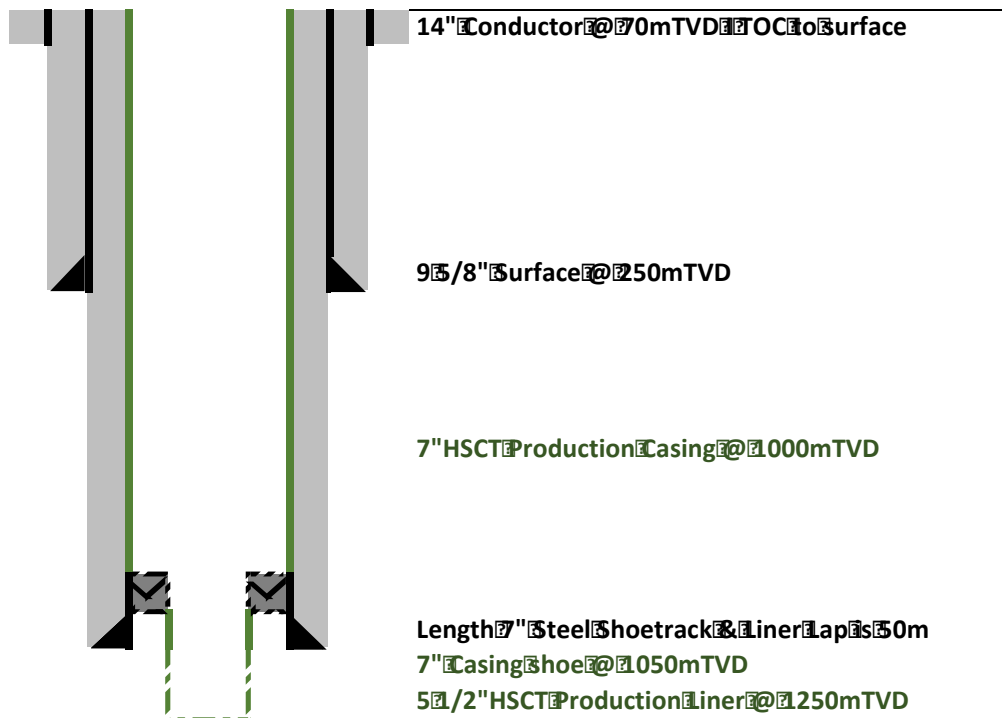 14" Conductor @ 70mTVD TOC to surface
9 5/8" Surface @ 250mTVD
7"HSCT Production Casing @ 1000mTVD
Length 7" Steel Shoetrack & Liner Lap is 50m
7" Casing shoe @ 1050mTVD
5 1/2"HSCT Production Liner @ 1250mTVD